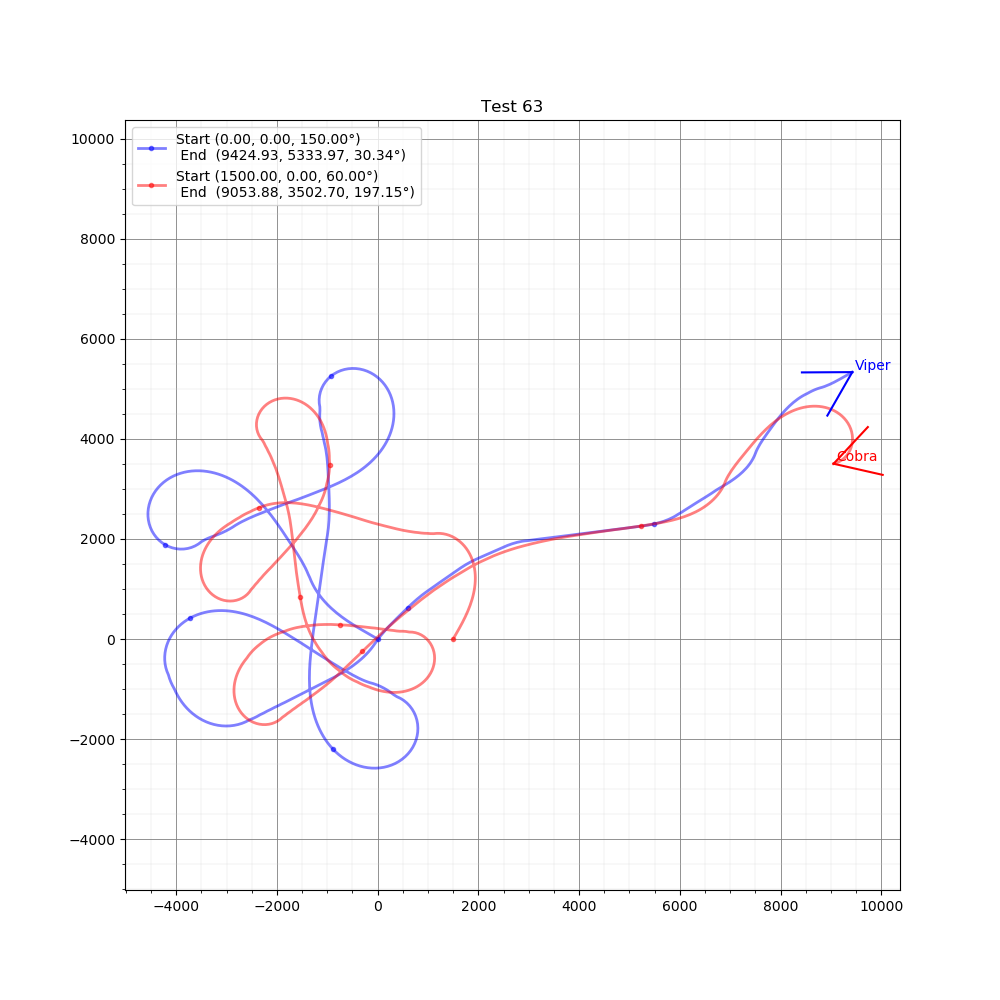 Test 63
Start (0.00, 0.00, 150.00°)
End (9424.93, 5333.97, 30.34°)
Start (1500.00, 0.00, 60.00°)
End (9053.88, 3502.70, 197.15°)
10000
8000
6000
4000
2000
0
−2000
−4000
Viper
Cobra
−4000 −2000 0 2000 4000 6000 8000 10000